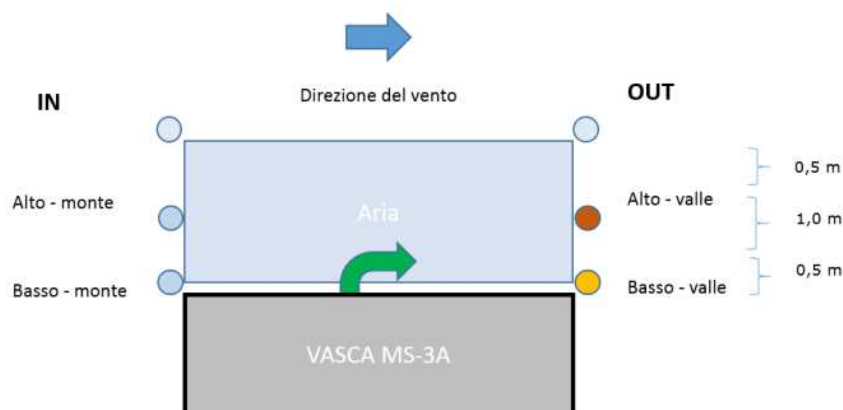 Direzione del vento
IN
OUT
0,5 m
Alto - monte
Aria
Alto - valle
1,0 m
0,5 m
Basso - monte
Basso - valle
VASCA MS-3A